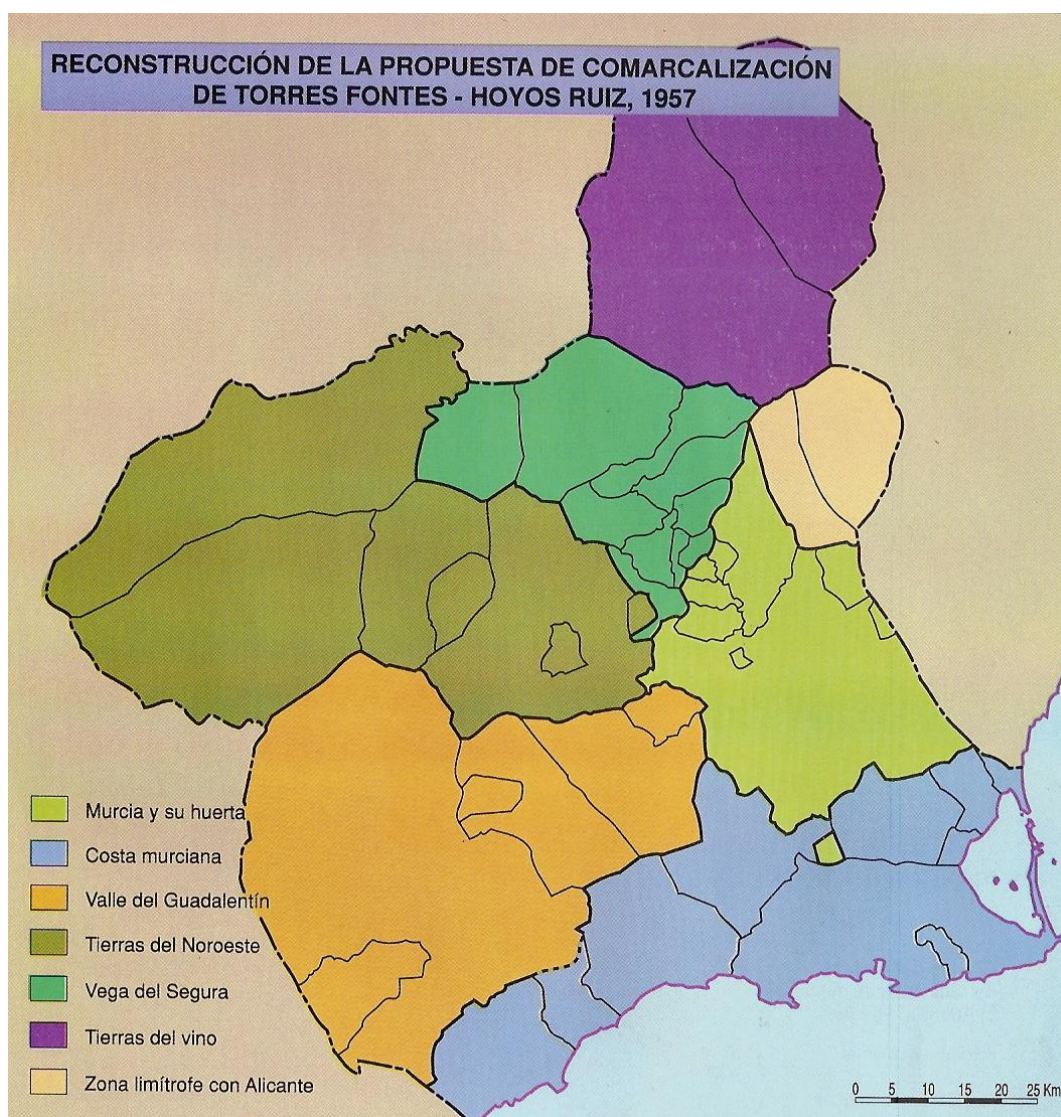 RECONSTRUCCIÓN DE LA PROPUESTA DE COMARCALIZACIÓN
DE TORRES FONTES - HOYOS RUIZ, 1957
Murcia y su huerta
Costa murciana
Valle del Guadalentín
Tierras del Noroeste
Vega del Segura
Tierras del vino
Zona limítrofe con Alicante
0 5 10 15 20 25 Km